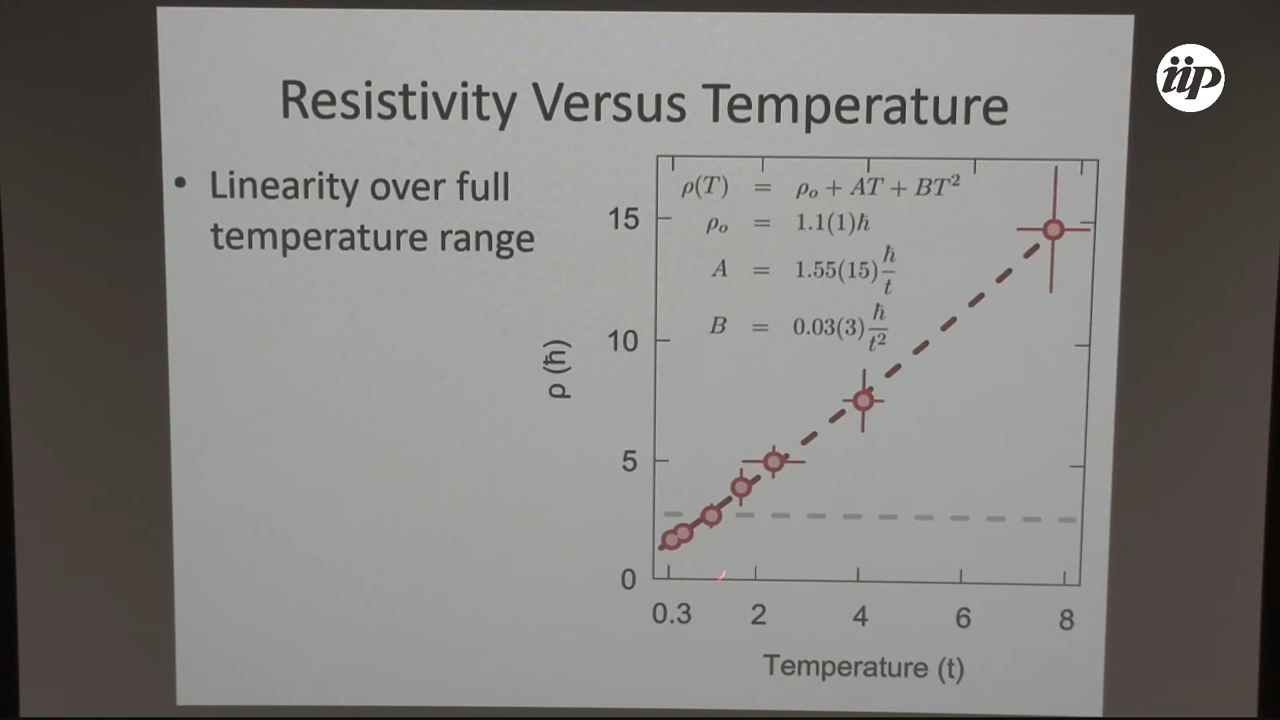 iip
Resistivity Versus Temperature
• Linearity over full
temperature range
ρ(T) = ρₒ + AT + BT²
ρₒ = 1.1(1)ħ
A = 1.55(15) ħ/t
B = 0.03(3) ħ/t²
15
10
5
0
ρ (ħ)
0.3 2 4 6 8
Temperature (t)